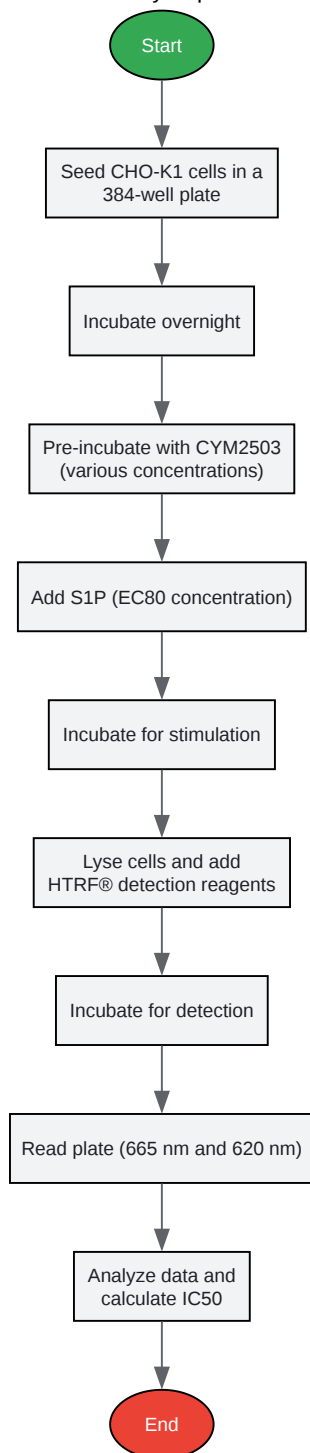 Start
Seed CHO-K1 cells in a
384-well plate
Incubate overnight
Pre-incubate with CYM2503
(various concentrations)
Add S1P (EC80 concentration)
Incubate for stimulation
Lyse cells and add
HTRF® detection reagents
Incubate for detection
Read plate (665 nm and 620 nm)
Analyze data and
calculate IC50
End